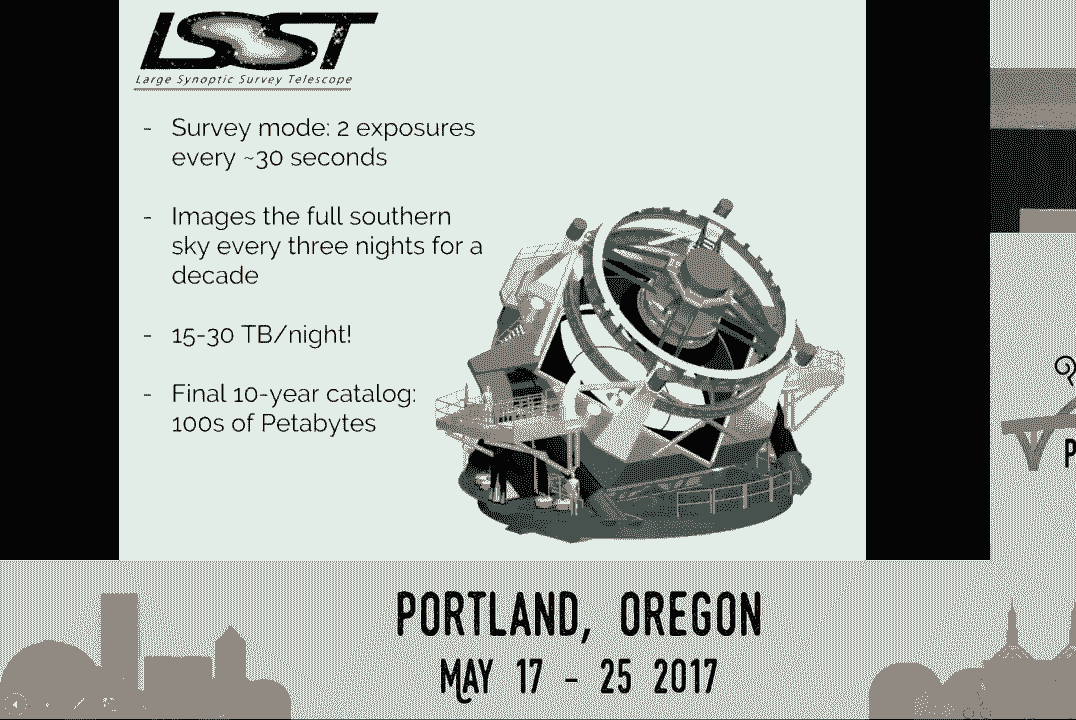 LSST
Large Synoptic Survey Telescope
- Survey mode: 2 exposures
every ~30 seconds
- Images the full southern
sky every three nights for a
decade
- 15-30 TB/night!
- Final 10-year catalog:
100s of Petabytes
P
PORTLAND, OREGON
MAY 17 - 25 2017